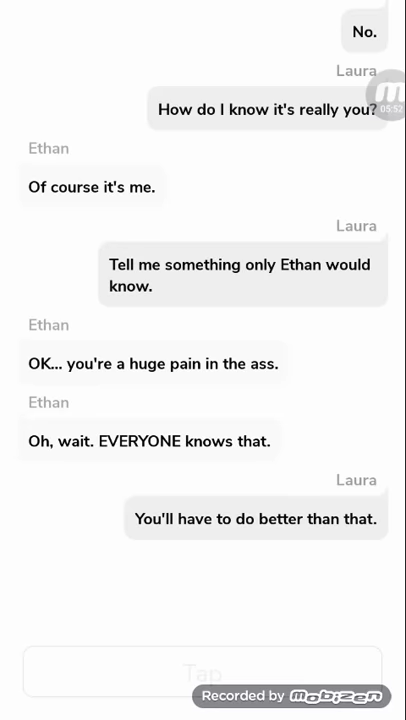 No.
Laura
05:52
How do I know it's really you?
Ethan
Of course it's me.
Laura
Tell me something only Ethan would
know.
Ethan
OK... you're a huge pain in the ass.
Ethan
Oh, wait. EVERYONE knows that.
Laura
You'll have to do better than that.
Tap
Recorded by mobizen